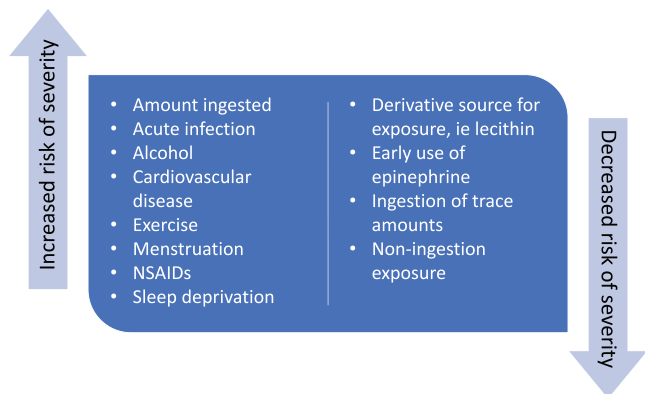 Increased risk of severity
• Amount ingested
• Acute infection
• Alcohol
• Cardiovascular
disease
• Exercise
• Menstruation
• NSAIDs
• Sleep deprivation
• Derivative source for
exposure, ie lecithin
• Early use of
epinephrine
• Ingestion of trace
amounts
• Non-ingestion
exposure
Decreased risk of severity